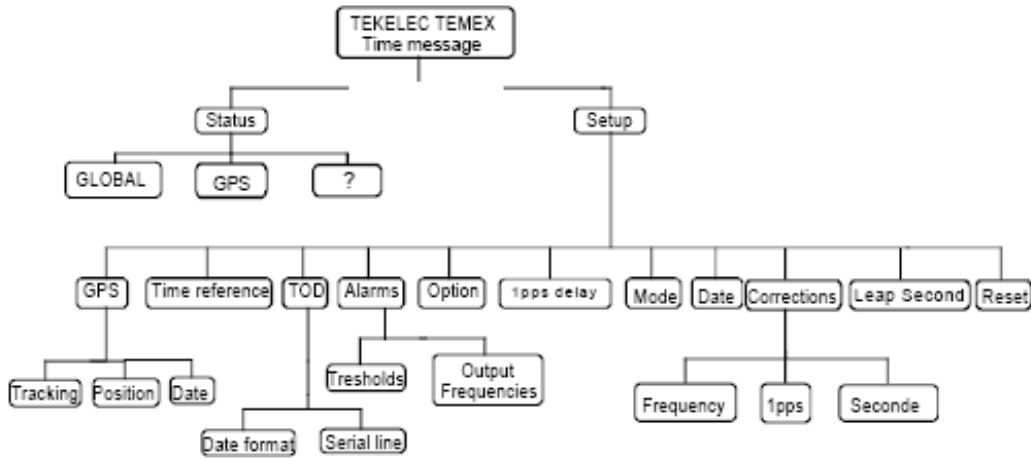 TEKELEC TEMEX
Time message
Status
Setup
GLOBAL
GPS
?
GPS
Time reference
TOD
Alarms
Option
1pps delay
Mode
Date
Corrections
Leap Second
Reset
Tracking
Position
Date
Tresholds
Output
Frequencies
Frequency
1pps
Seconde
Date format
Serial line